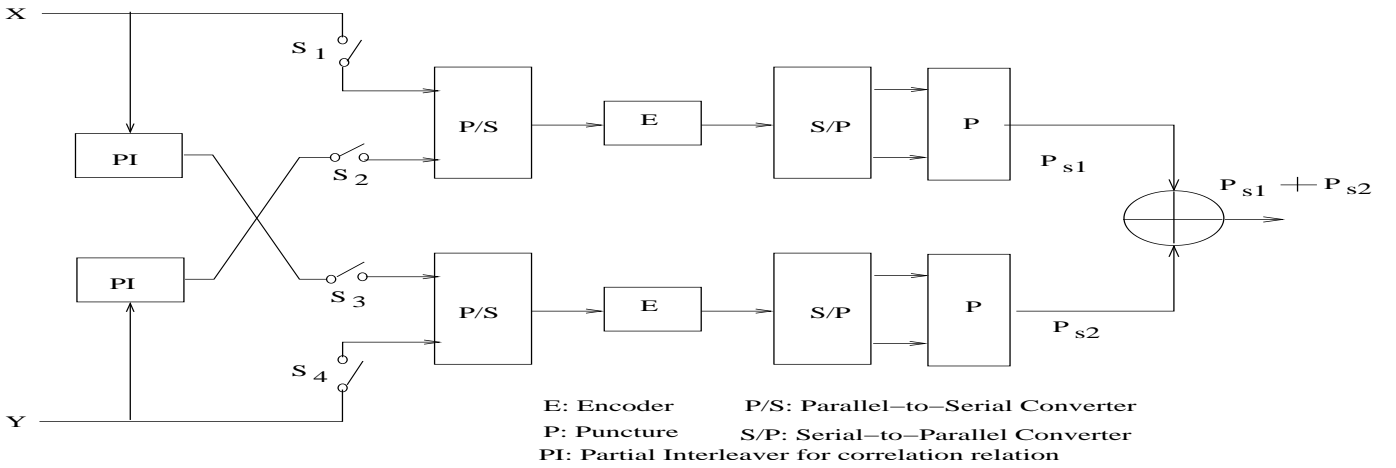 X
S 1
P/S
E
S/P
P
PI
S 2
P s1
P s1 + P s2
PI
S 3
P/S
E
S/P
P
P s2
S 4
Y
E: Encoder
P/S: Parallel-to-Serial Converter
P: Puncture
S/P: Serial-to-Parallel Converter
PI: Partial Interleaver for correlation relation